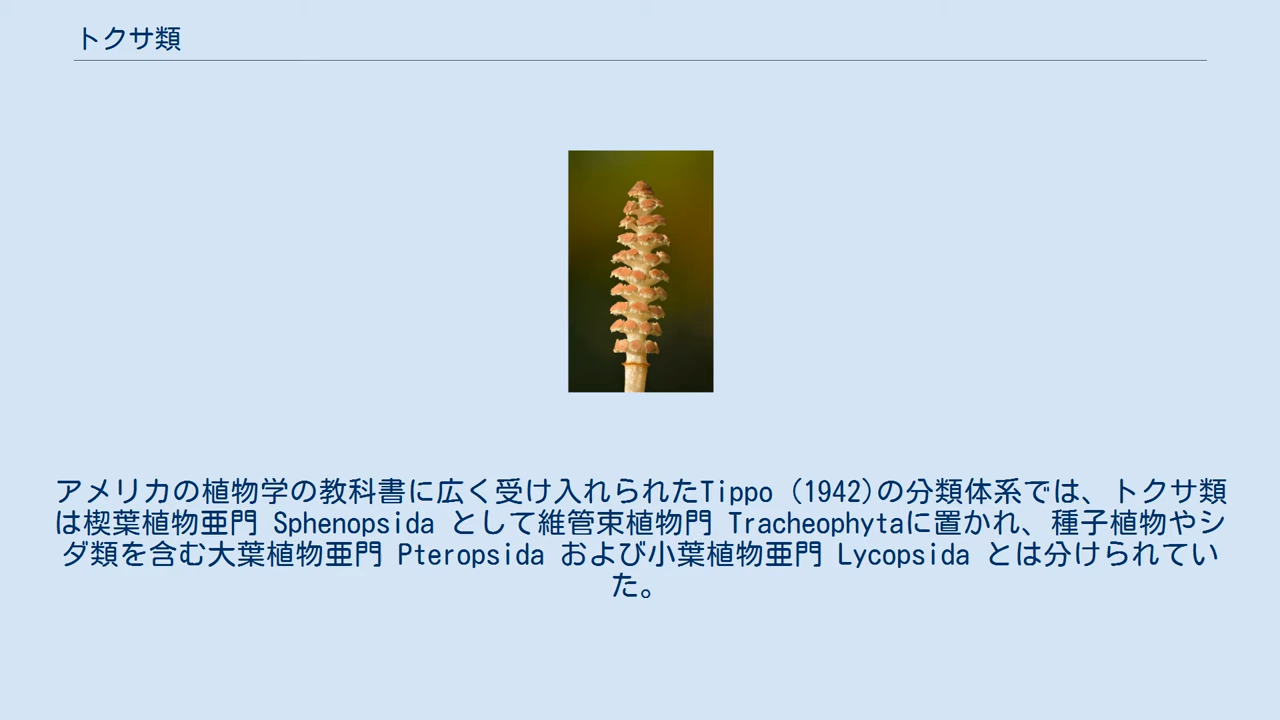 トクサ類
アメリカの植物学の教科書に広く受け入れられたTippo (1942)の分類体系では、トクサ類
は楔葉植物亜門 Sphenopsida として維管束植物門 Tracheophytaに置かれ、種子植物やシ
ダ類を含む大葉植物亜門 Pteropsida および小葉植物亜門 Lycopsida とは分けられてい
た。